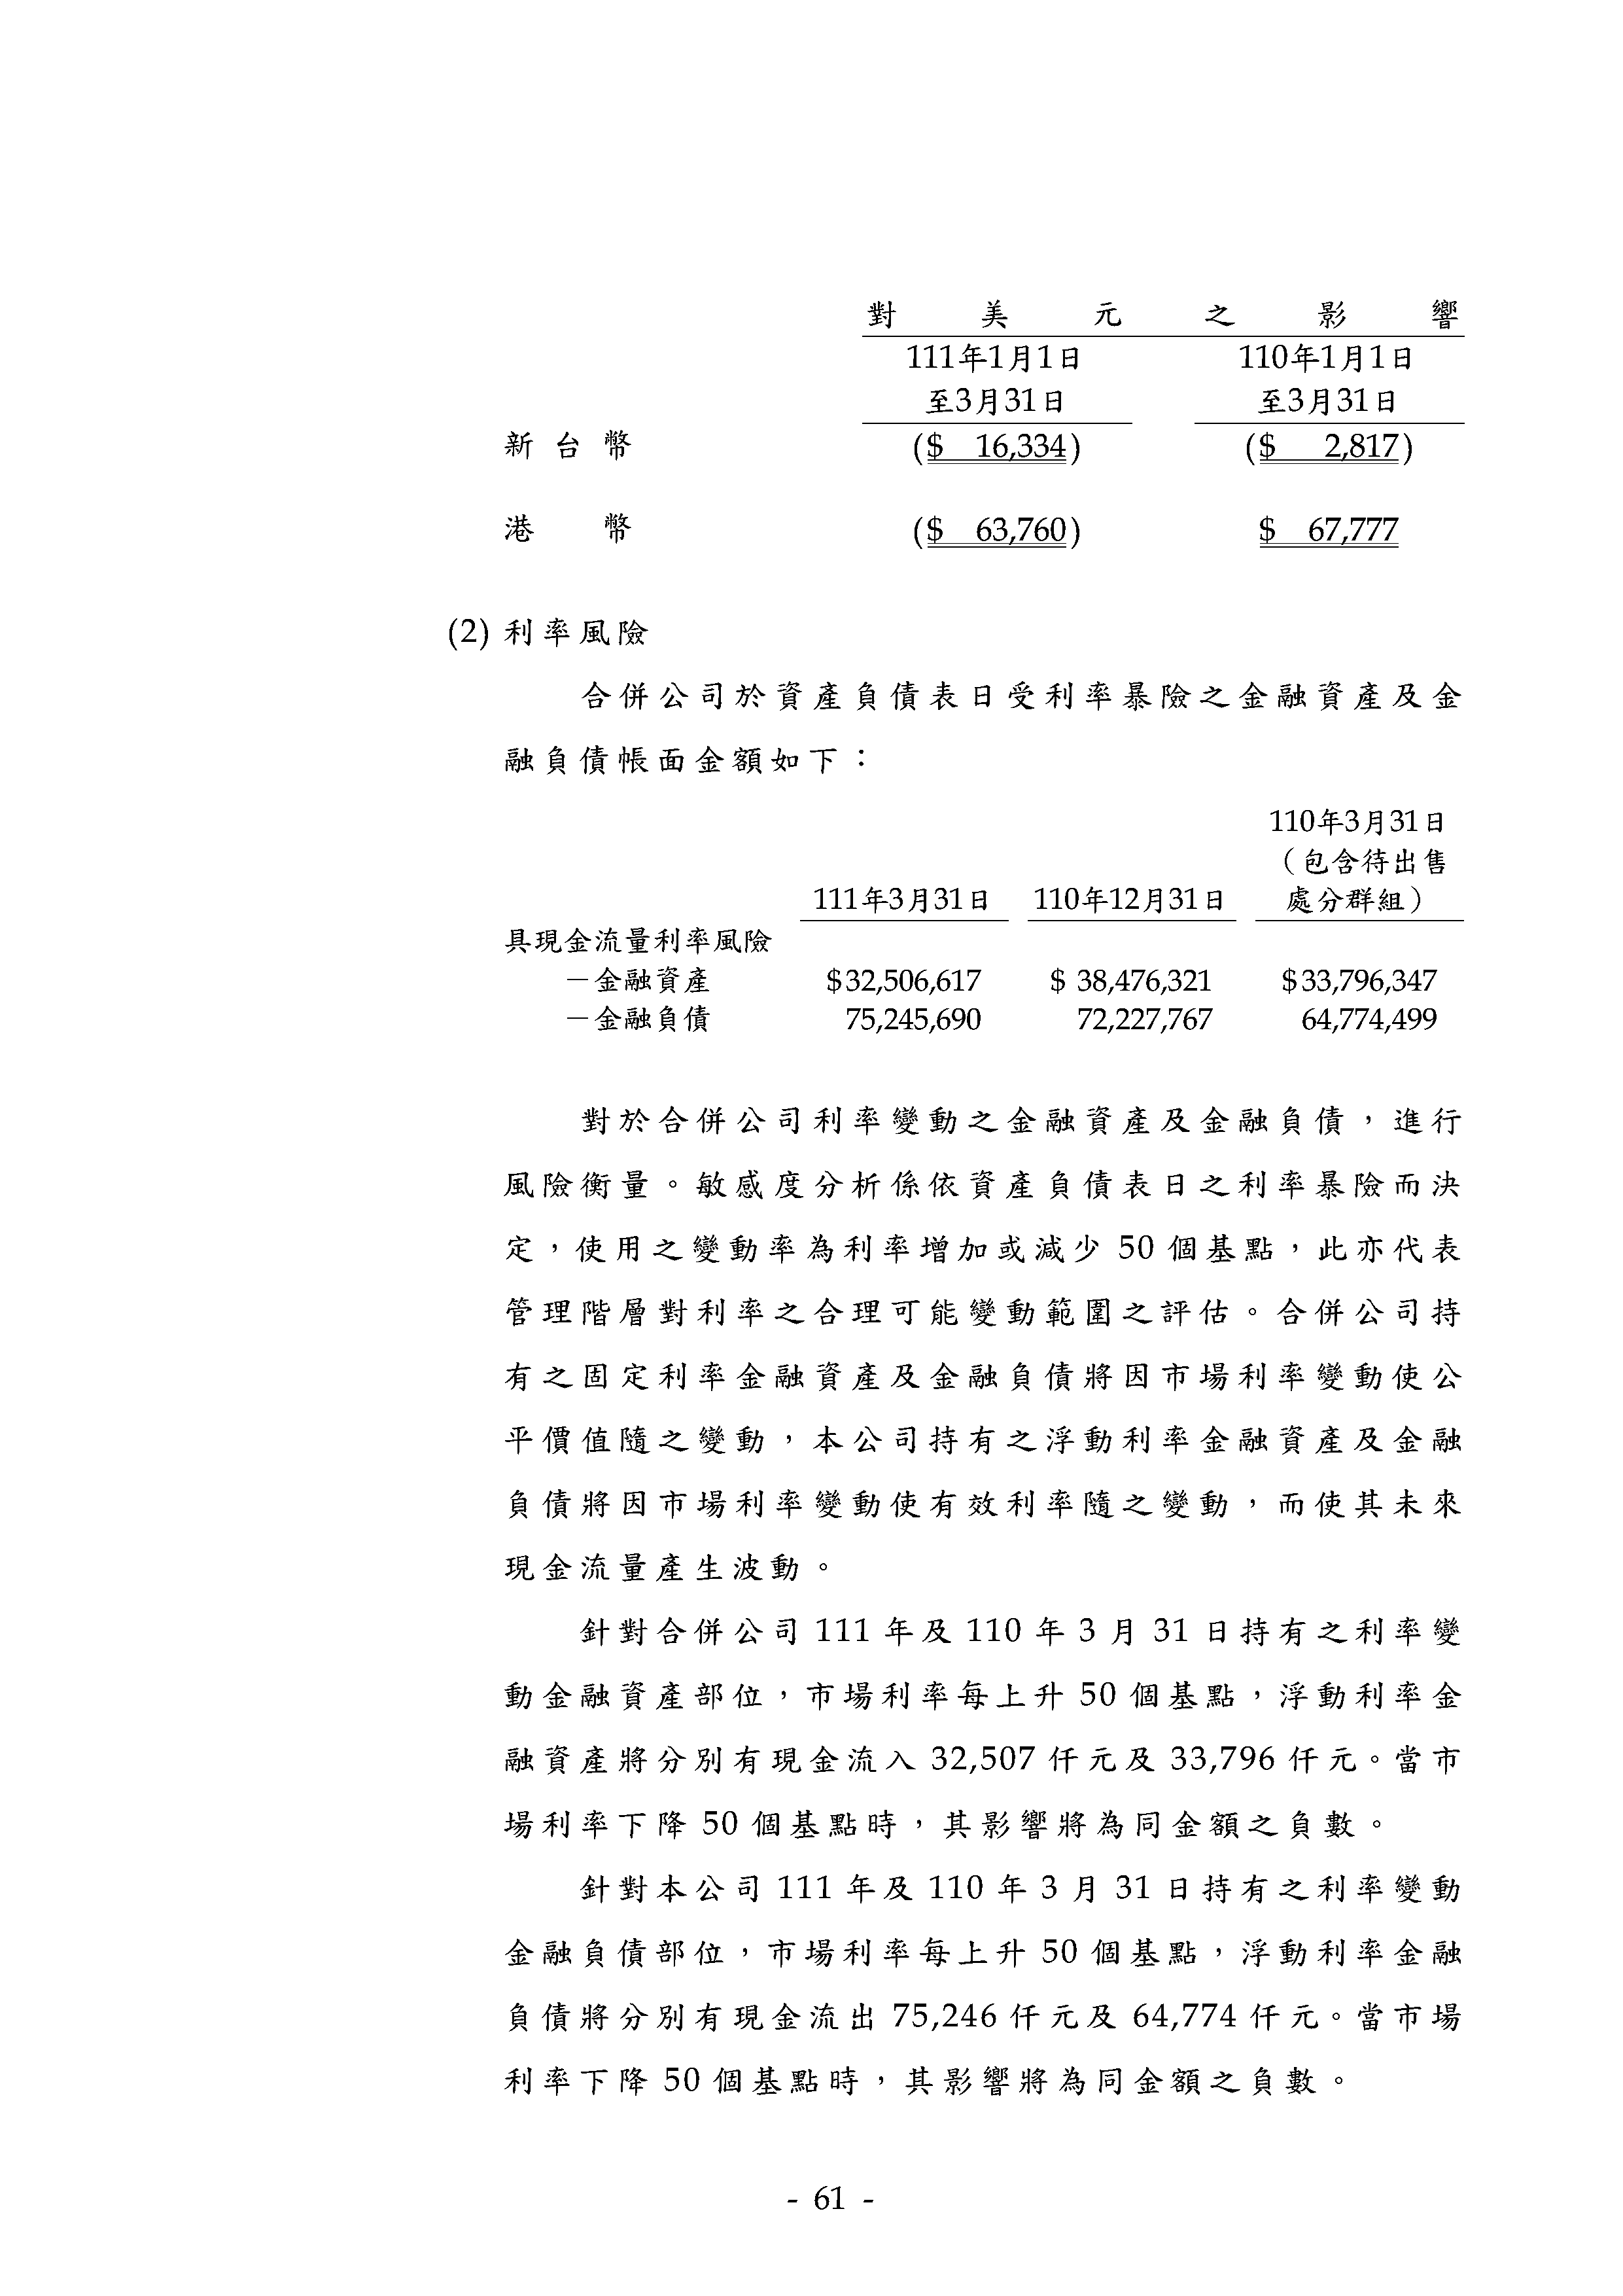 對美元之影響
111年1月1日 110年1月1日
至3月31日 至3月31日
新台幣 ($ 16,334) ($ 2,817)
港幣 ($ 63,760) $ 67,777
(2) 利率風險
合併公司於資產負債表日受利率暴險之金融資產及金
融負債帳面金額如下：
110年3月31日
（包含待出售
111年3月31日 110年12月31日 處分群組）
具現金流量利率風險
－金融資產 $32,506,617 $ 38,476,321 $33,796,347
－金融負債 75,245,690 72,227,767 64,774,499
對於合併公司利率變動之金融資產及金融負債，進行
風險衡量。敏感度分析係依資產負債表日之利率暴險而決
定，使用之變動率為利率增加或減少 50 個基點，此亦代表
管理階層對利率之合理可能變動範圍之評估。合併公司持
有之固定利率金融資產及金融負債將因市場利率變動使公
平價值隨之變動，本公司持有之浮動利率金融資產及金融
負債將因市場利率變動使有效利率隨之變動，而使其未來
現金流量產生波動。
針對合併公司 111 年及 110 年 3 月 31 日持有之利率變
動金融資產部位，市場利率每上升 50 個基點，浮動利率金
融資產將分別有現金流入 32,507 仟元及 33,796 仟元。當市
場利率下降 50 個基點時，其影響將為同金額之負數。
針對本公司 111 年及 110 年 3 月 31 日持有之利率變動
金融負債部位，市場利率每上升 50 個基點，浮動利率金融
負債將分別有現金流出 75,246 仟元及 64,774 仟元。當市場
利率下降 50 個基點時，其影響將為同金額之負數。
- 61 -